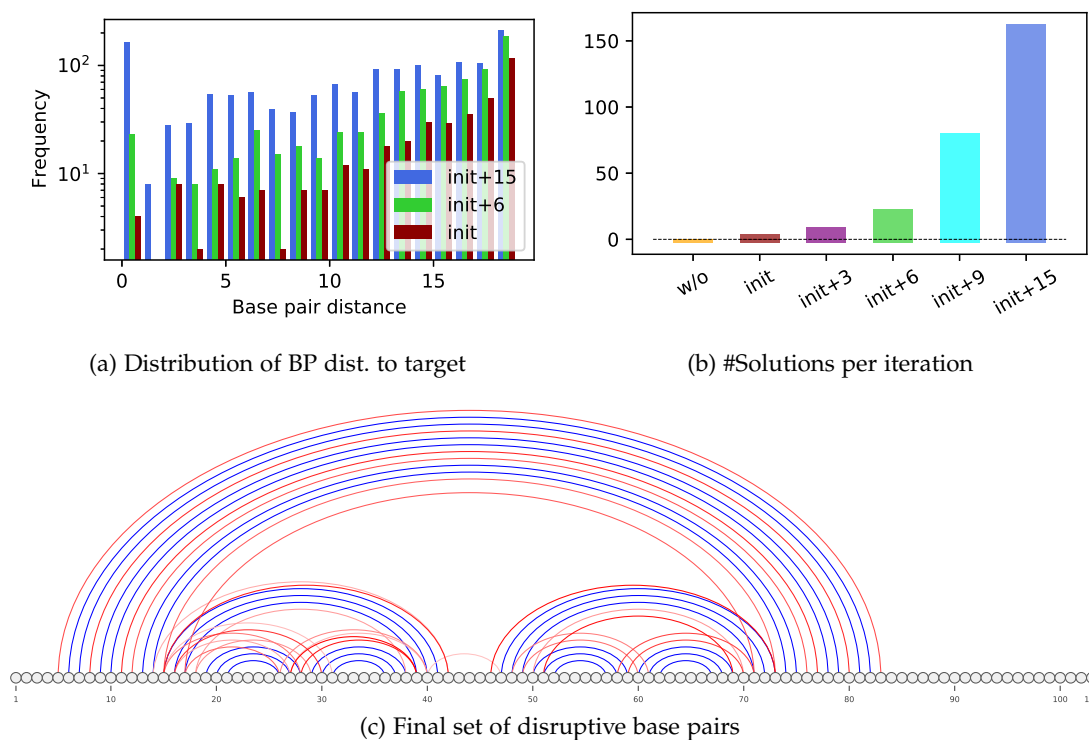 10²
10¹
Frequency
init+15
init+6
init
0 5 10 15
Base pair distance
(a) Distribution of BP dist. to target
150
100
50
0
w/o init init+3 init+6 init+9 init+15
(b) #Solutions per iteration
1 10 20 30 40 50 60 70 80 90 100
(c) Final set of disruptive base pairs